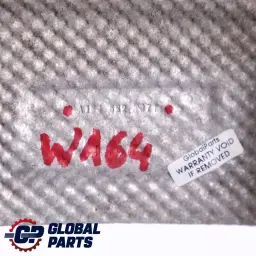 W164
GlobalParts
WARRANTY VOID
IF REMOVED
GP GLOBAL
PARTS